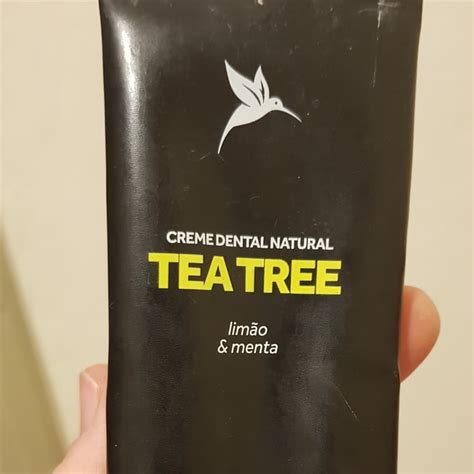 CREME DENTAL NATURAL
TEA TREE
limão
& menta